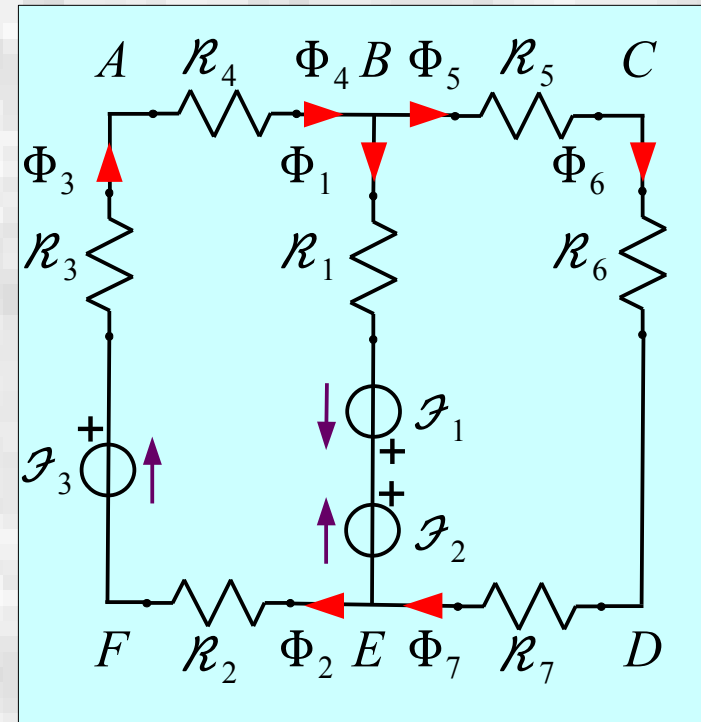 A ℛ₄ Φ₄ B Φ₅ ℛ₅ C
Φ₃ Φ₁ Φ₆
ℛ₃ ℛ₁ ℛ₆
+ ℱ₁
ℱ₃ +
+ ℱ₂
F ℛ₂ Φ₂ E Φ₇ ℛ₇ D